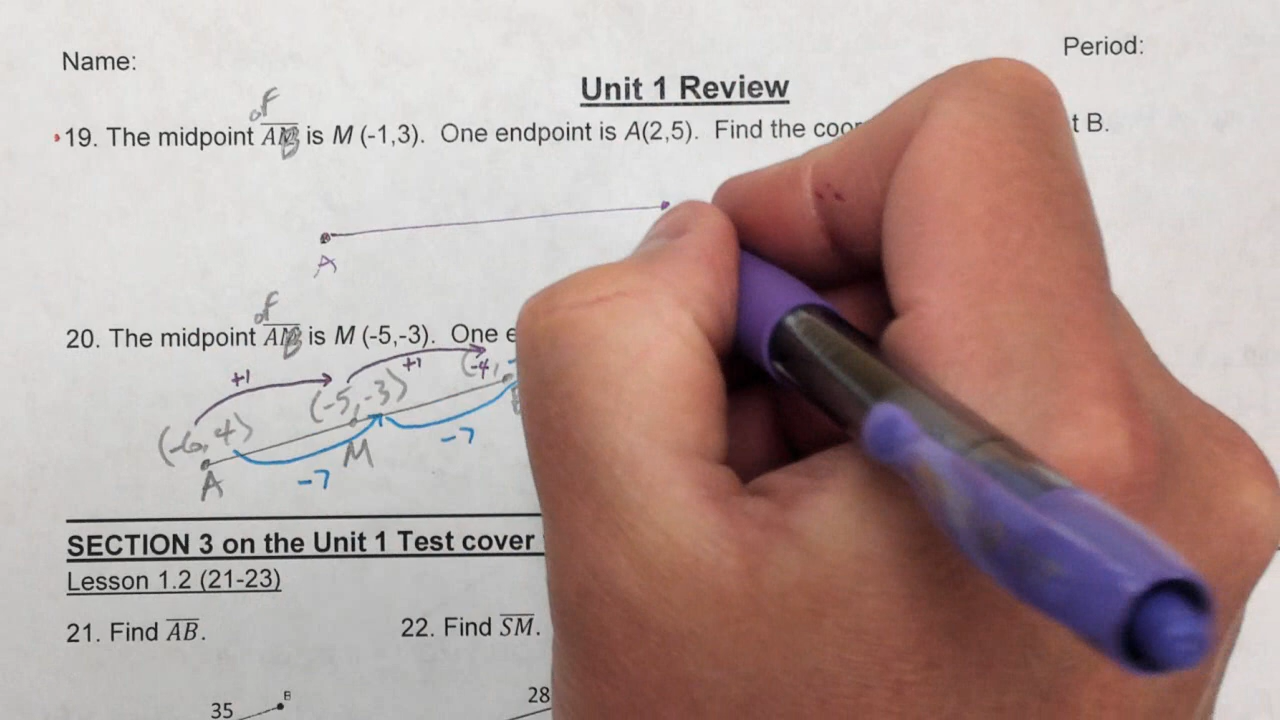 Name:
Period:
Unit 1 Review
of
19. The midpoint AB is M (-1,3). One endpoint is A(2,5). Find the coor
t B.
A
of
20. The midpoint AB is M (-5,-3). One e
+1
+1
(-4,
(-5,-3)
(-6,4)
M
-7
A
-7
SECTION 3 on the Unit 1 Test cover
Lesson 1.2 (21-23)
21. Find AB.
22. Find SM.
B
35
28